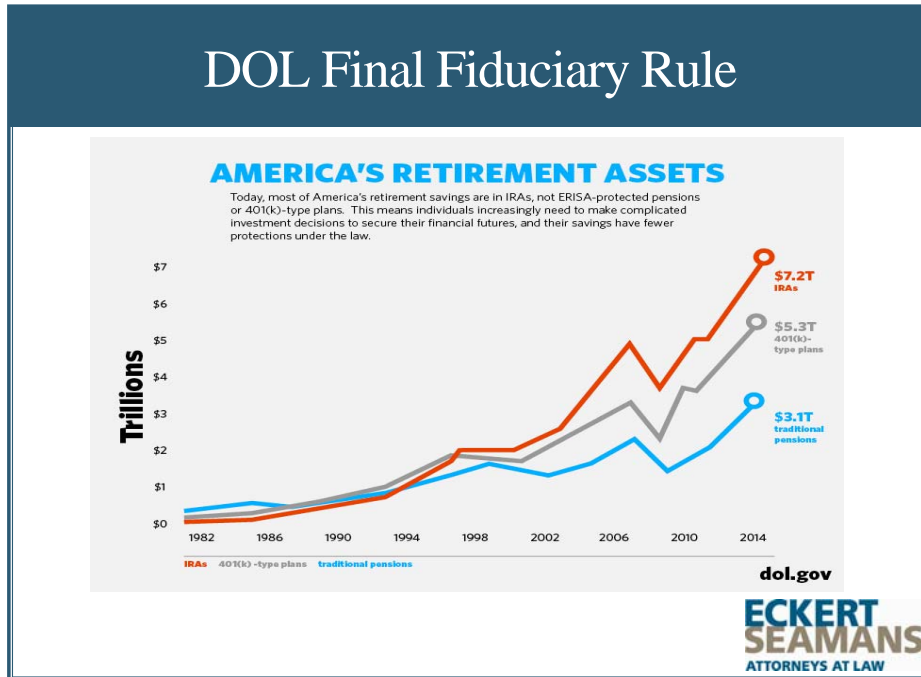 DOL Final Fiduciary Rule
AMERICA'S RETIREMENT ASSETS
Today, most of America's retirement savings are in IRAs, not ERISA-protected pensions
or 401(k)-type plans. This means individuals increasingly need to make complicated
investment decisions to secure their financial futures, and their savings have fewer
protections under the law.
Trillions
$7
$6
$5
$4
$3
$2
$1
$0
$7.2T
IRAs
$5.3T
401(k)-
type plans
$3.1T
traditional
pensions
1982 1986 1990 1994 1998 2002 2006 2010 2014
IRAs 401(k) -type plans traditional pensions
dol.gov
ECKERT
SEAMANS
ATTORNEYS AT LAW